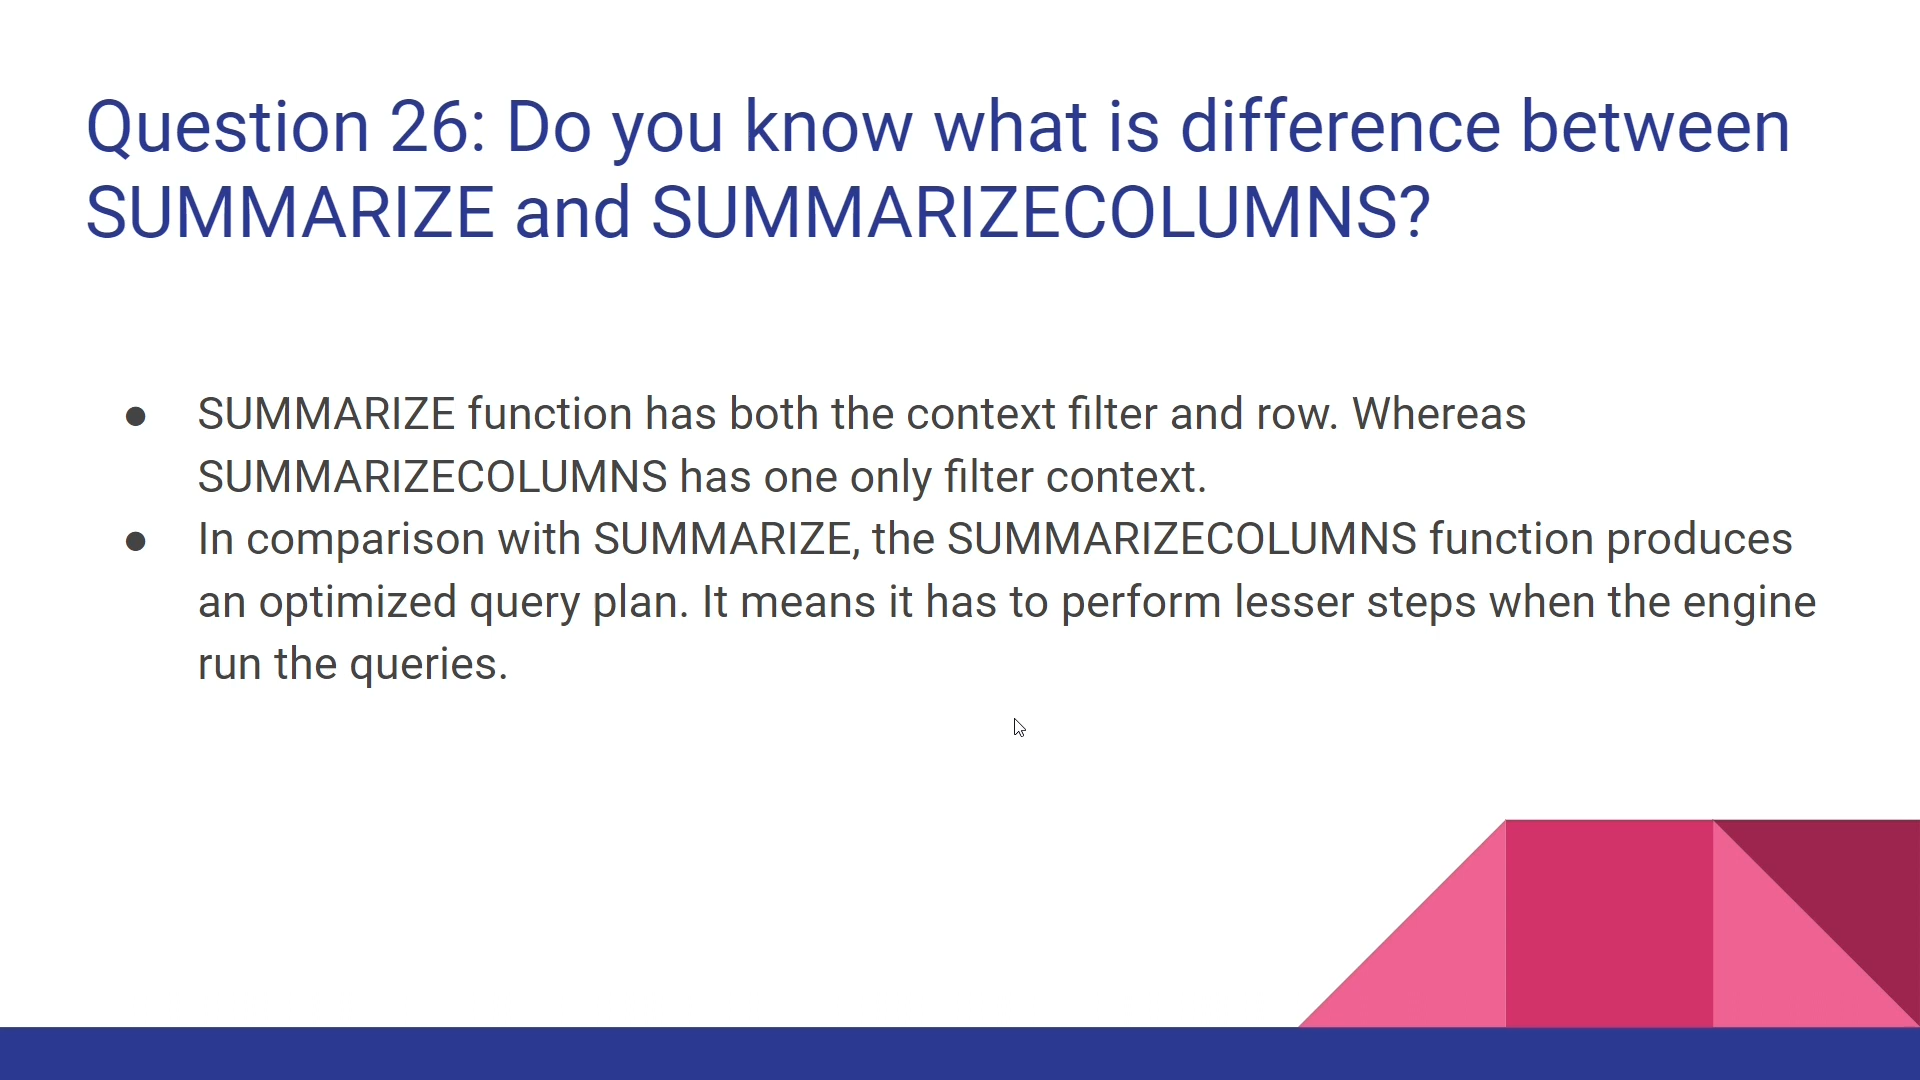 Question 26: Do you know what is difference between
SUMMARIZE and SUMMARIZECOLUMNS?
● SUMMARIZE function has both the context filter and row. Whereas
SUMMARIZECOLUMNS has one only filter context.
● In comparison with SUMMARIZE, the SUMMARIZECOLUMNS function produces
an optimized query plan. It means it has to perform lesser steps when the engine
run the queries.